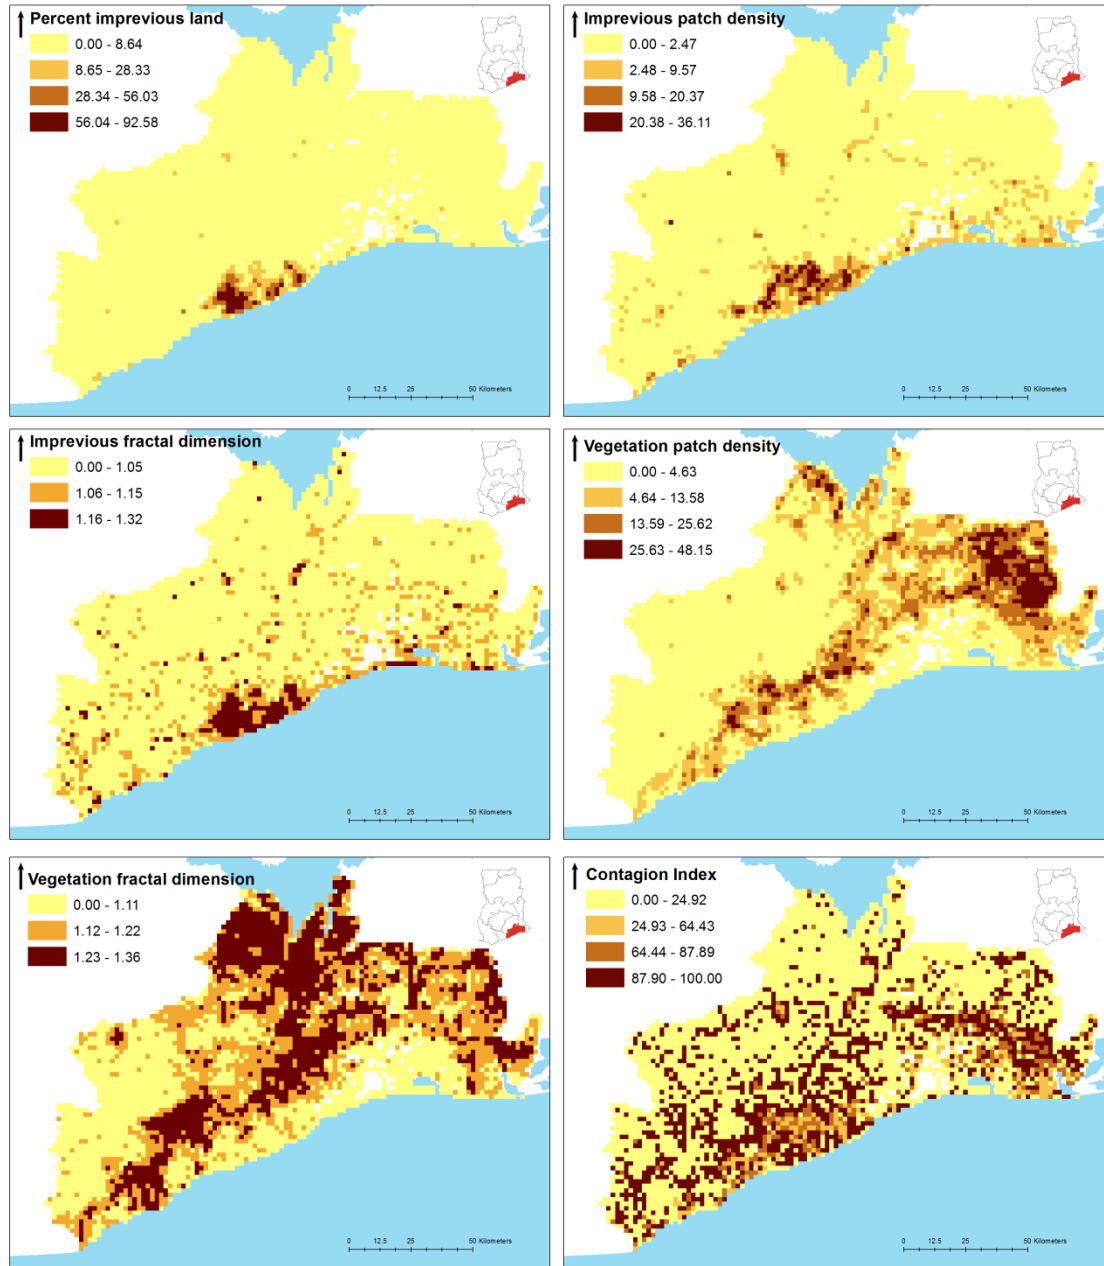 Percent imprevious land
0.00 - 8.64
8.65 - 28.33
28.34 - 56.03
56.04 - 92.58
0 12.5 25 50 Kilometers
Imprevious patch density
0.00 - 2.47
2.48 - 9.57
9.58 - 20.37
20.38 - 36.11
0 12.5 25 50 Kilometers
Imprevious fractal dimension
0.00 - 1.05
1.06 - 1.15
1.16 - 1.32
0 12.5 25 50 Kilometers
Vegetation patch density
0.00 - 4.63
4.64 - 13.58
13.59 - 25.62
25.63 - 48.15
0 12.5 25 50 Kilometers
Vegetation fractal dimension
0.00 - 1.11
1.12 - 1.22
1.23 - 1.36
0 12.5 25 50 Kilometers
Contagion Index
0.00 - 24.92
24.93 - 64.43
64.44 - 87.89
87.90 - 100.00
0 12.5 25 50 Kilometers